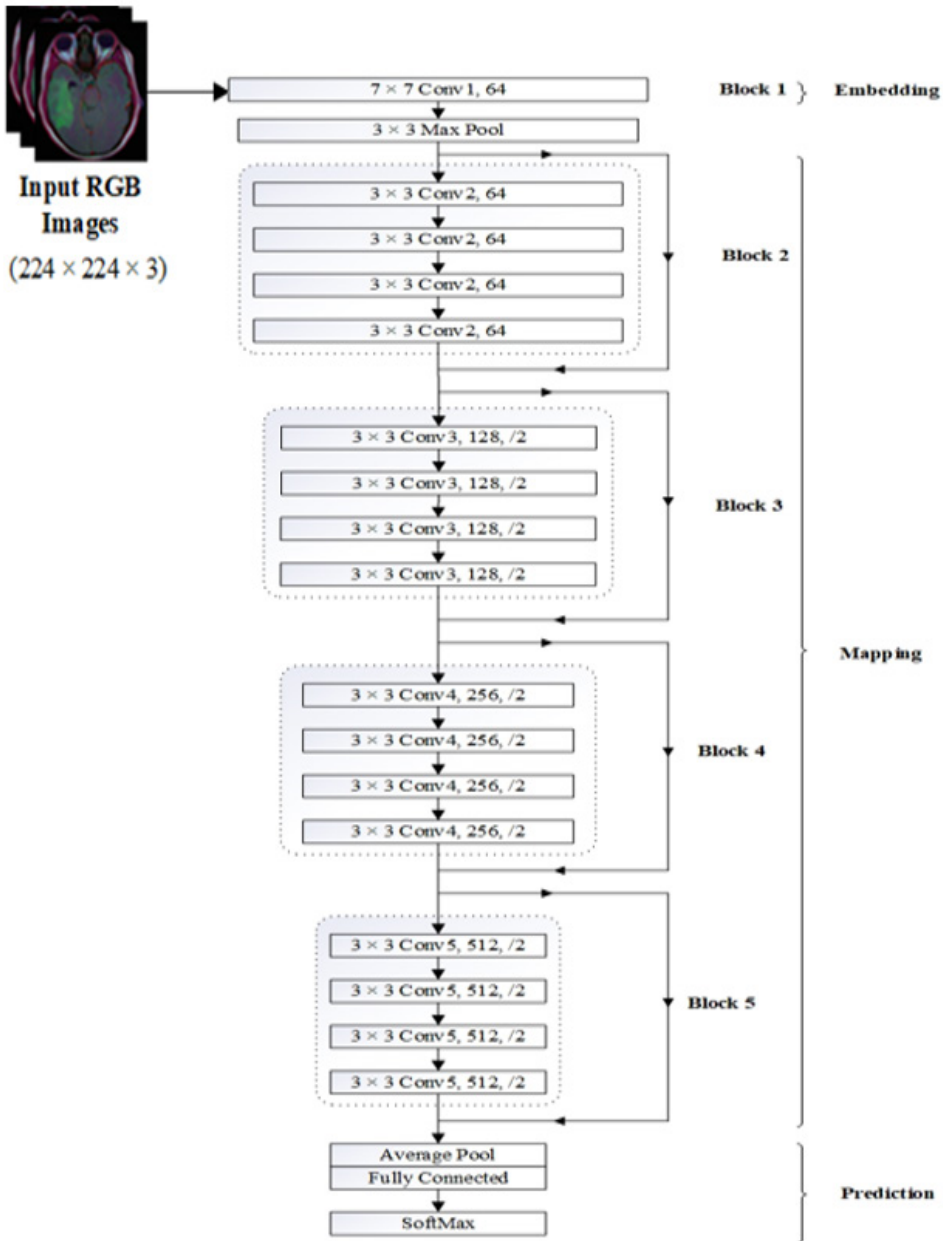 7 × 7 Conv1, 64
Block 1
Embedding
3 × 3 Max Pool
Input RGB
Images
(224 × 224 × 3)
3 × 3 Conv2, 64
3 × 3 Conv2, 64
3 × 3 Conv2, 64
3 × 3 Conv2, 64
Block 2
3 × 3 Conv3, 128, /2
3 × 3 Conv3, 128, /2
3 × 3 Conv3, 128, /2
3 × 3 Conv3, 128, /2
Block 3
Mapping
3 × 3 Conv4, 256, /2
3 × 3 Conv4, 256, /2
3 × 3 Conv4, 256, /2
3 × 3 Conv4, 256, /2
Block 4
3 × 3 Conv5, 512, /2
3 × 3 Conv5, 512, /2
3 × 3 Conv5, 512, /2
3 × 3 Conv5, 512, /2
Block 5
Average Pool
Fully Connected
SoftMax
Prediction